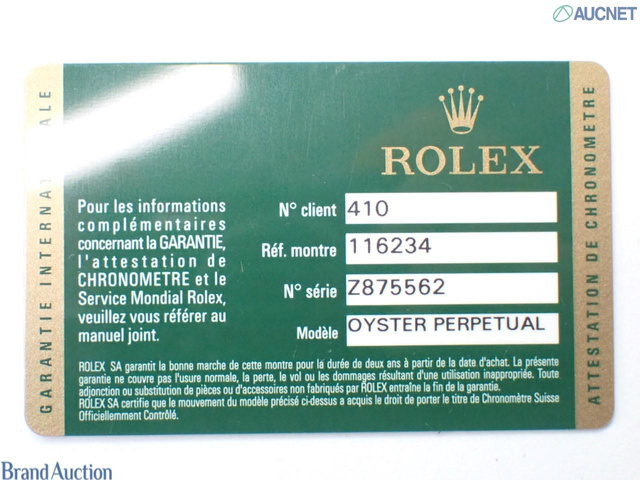 AUCNET
ROLEX
Pour les informations
complémentaires
concernant la GARANTIE,
l'attestation de
CHRONOMETRE et le
Service Mondial Rolex,
veuillez vous référer au
manuel joint.
N° client 410
Réf. montre 116234
N° série Z875562
Modèle OYSTER PERPETUAL
ROLEX SA garantit la bonne marche de cette montre pour la durée de deux ans à partir de la date d'achat. La présente
garantie ne couvre pas l'usure normale, la perte, le vol ou les dommages résultant d'une utilisation inappropriée. Toute
adjonction ou substitution de pièces ou d'accessoires non fabriqués par ROLEX entraîne la fin de la garantie.
ROLEX SA certifie que le mouvement du modèle précisé ci-dessus a acquis le droit de porter le titre de Chronomètre Suisse
Officiellement Contrôlé.
GARANTIE
ATTESTATION DE CHRONOMETRE
Brand Auction